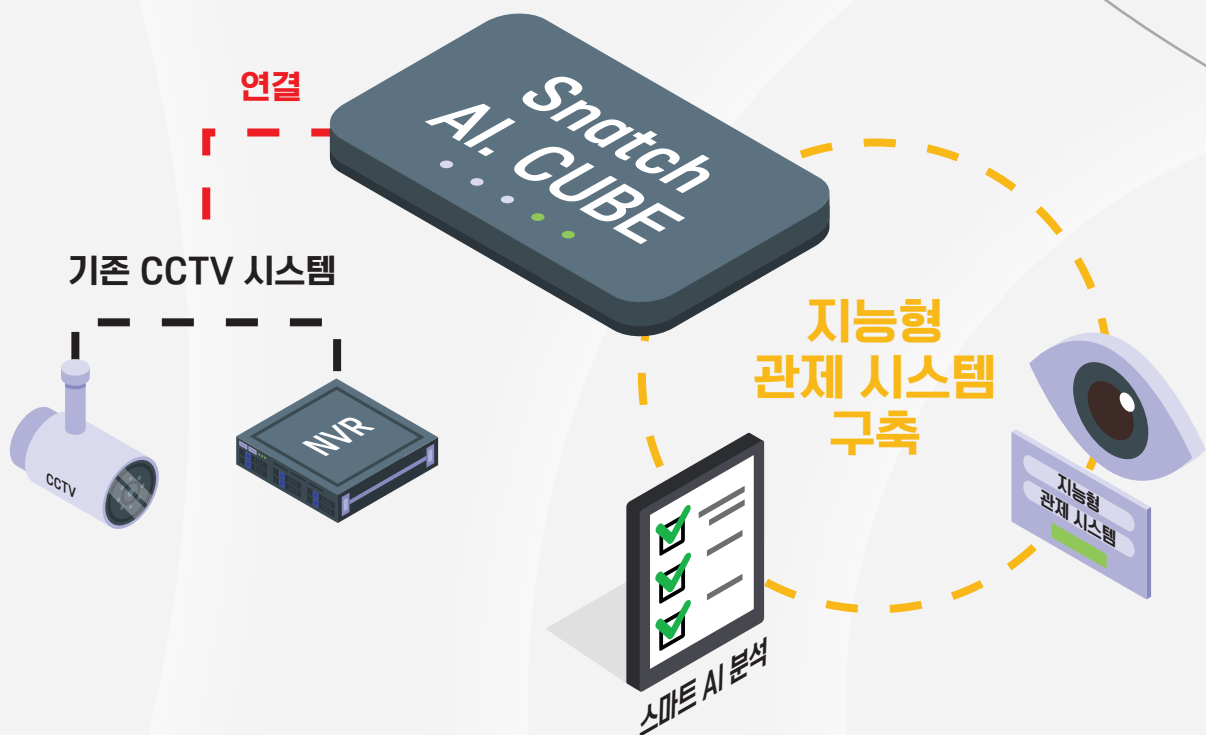 연결
Snatch
AI. CUBE
기존 CCTV 시스템
CCTV
NVR
지능형
관제 시스템
구축
지능형
관제 시스템
스마트 AI 분석